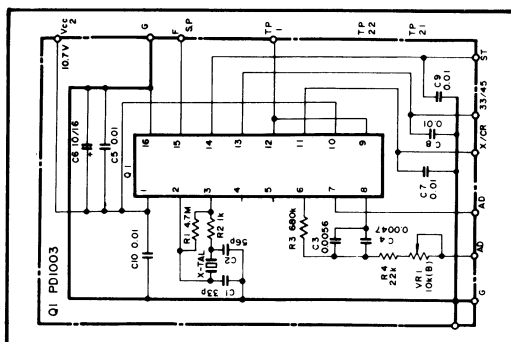 Q1 PD1003
Vcc 2
10.7V
G
F S.P
TP 1
TP 22
TP 21
ST
33/45
X/CR
AD
AD
G
C6 10/16
C5 0.01
C9 0.01
C8 0.01
C7 0.01
C10 0.01
16 15 14 13 12 11 10 9
Q1
1 2 3 4 5 6 7 8
R1 4.7M
R2 1k
X-TAL
C2 56p
C1 33p
R3 680k
C3 0.0056
C4 0.0047
R4 22k
VR1 10k(B)